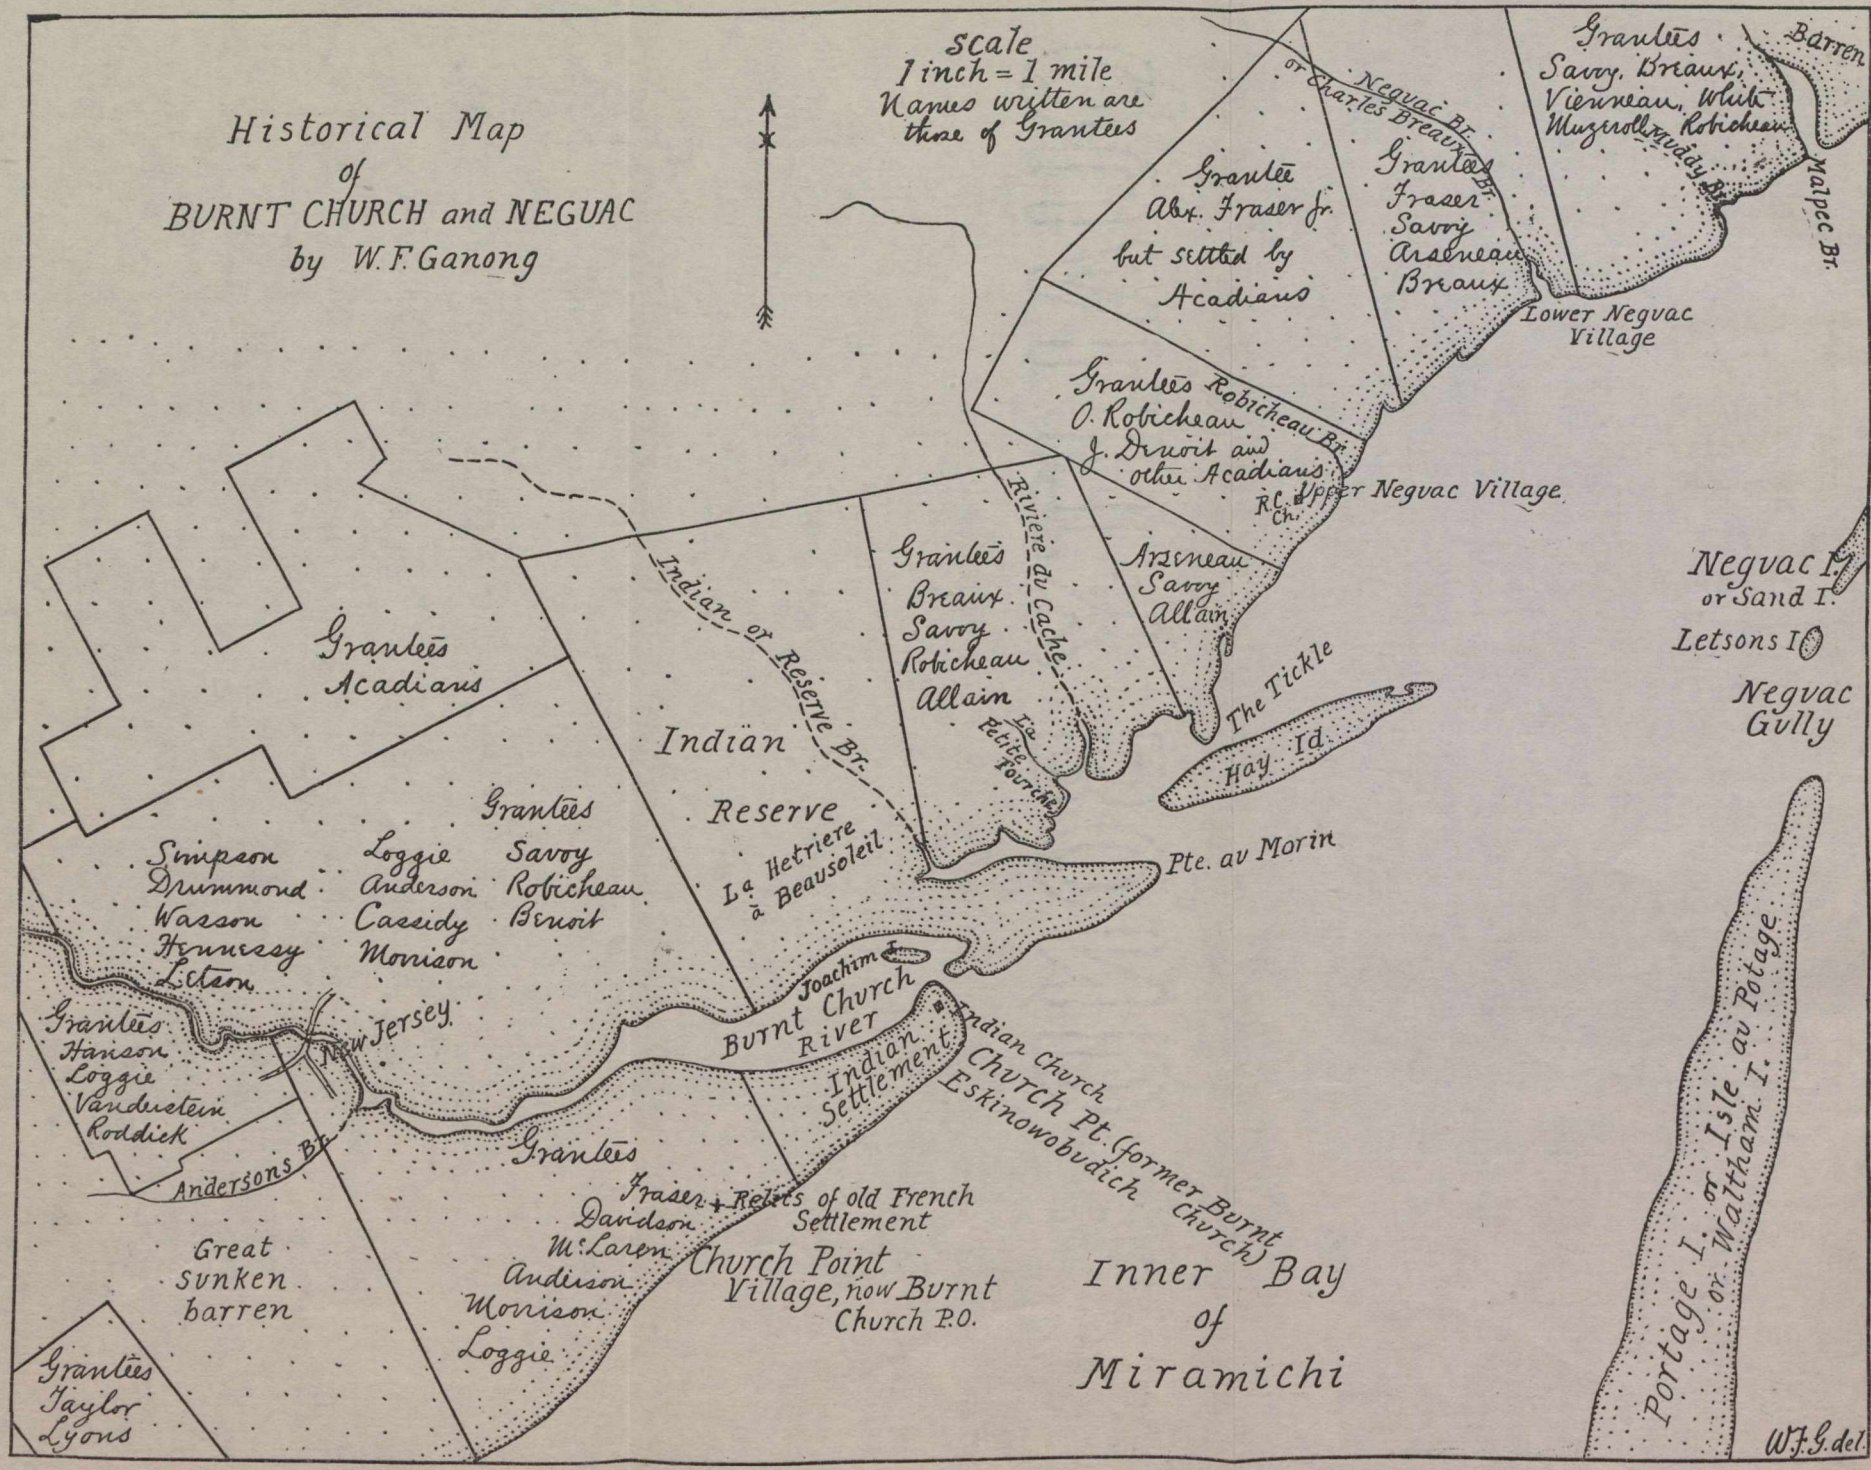 Historical Map
of
BURNT CHURCH and NEGUAC
by W. F. Ganong
scale
1 inch = 1 mile
Names written are
those of Grantees
Neguac Br.
or Charles Breaux Br.
Grantees
Savoy, Breaux,
Vienneau, White
Muzerolle, Robicheau
Barren
Muddy Br.
Malpec Br.
Grantee
Alex. Fraser Jr.
but settled by
Acadians
Grantees
Fraser
Savoy
Arseneau
Breaux
Lower Neguac
Village
Grantees
O. Robicheau
J. Benoit and
other Acadians
Robicheau Br.
R.C.
Ch.
Upper Neguac Village
Neguac I.
or Sand I.
Letsons I
Neguac
Gully
Grantees
Breaux
Savoy
Robicheau
Allain
Riviere du Cache
Arseneau
Savoy
Allain
The Tickle
Hay Id
La
Petite
Fourche
Pte. au Morin
Indian or Reserve Br.
Grantees
Acadians
Indian
Reserve
La Hetriere
à Beausoleil
Grantees
Simpson
Drummond
Wasson
Hennessy
Letson
Loggie
Anderson
Cassidy
Morrison
Savoy
Robicheau
Benoit
New Jersey
Joachim I
Burnt Church
River
Indian
Settlement
Indian Church
Church Pt. (former Burnt
Church)
Eskinowobudich
Grantees
Hanson
Loggie
Vanderstein
Roddick
Andersons Br.
Great
sunken
barren
Grantees
Taylor
Lyons
Grantees
Fraser
Davidson
McLaren
Anderson
Morrison
Loggie
+ Relics of old French
Settlement
Church Point
Village, now Burnt
Church P.O.
Inner Bay
of
Miramichi
Portage I. or Isle au Potage
or Waltham I.
W.F.G. del.